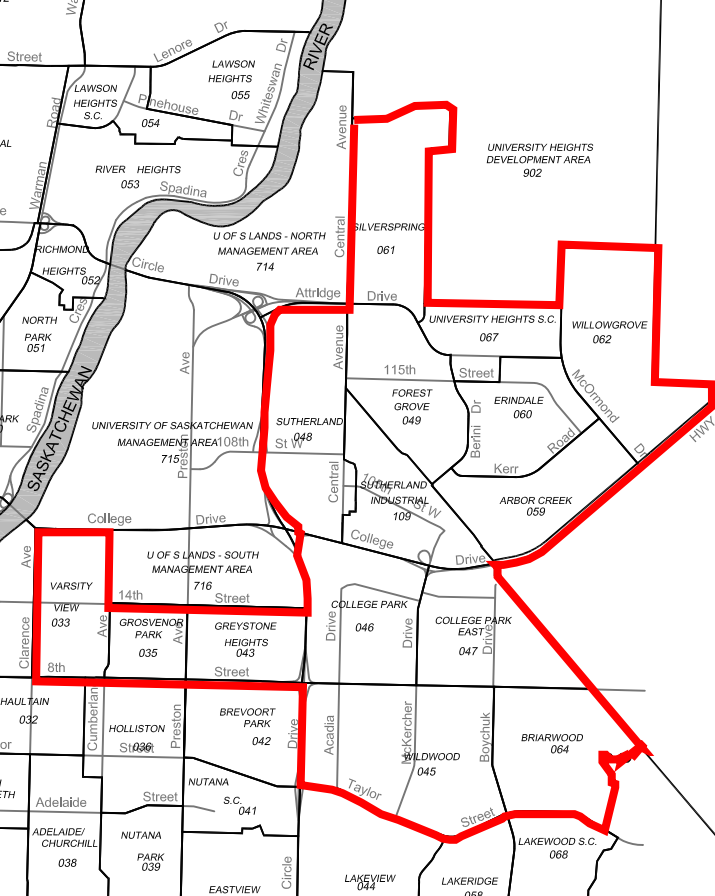 Street
Lenore
Dr
RIVER
LAWSON
HEIGHTS
055
Whiteswan Dr
LAWSON
HEIGHTS
S.C.
Pinehouse
Dr
054
Warman
Road
RIVER HEIGHTS
053
Spadina
Cres
Avenue
UNIVERSITY HEIGHTS
DEVELOPMENT AREA
902
SILVERSPRING
061
Central
U OF S LANDS - NORTH
MANAGEMENT AREA
714
RICHMOND
HEIGHTS
052
Circle
Drive
Attridge
Drive
NORTH
PARK
051
Cres
Spadina
SASKATCHEWAN
UNIVERSITY HEIGHTS S.C.
067
WILLOWGROVE
062
Avenue
Ave
Preston
115th
Street
FOREST
GROVE
049
Berini Dr
ERINDALE
060
McOrmond
Dr
HWY
Kerr
Road
UNIVERSITY OF SASKATCHEWAN
MANAGEMENT AREA
715
108th
St W
SUTHERLAND
048
Central
SUTHERLAND
INDUSTRIAL
109
St W
ARBOR CREEK
059
College
Drive
College
Drive
Ave
Clarence
VARSITY
VIEW
033
U OF S LANDS - SOUTH
MANAGEMENT AREA
716
14th
Street
Ave
GROSVENOR
PARK
035
Ave
GREYSTONE
HEIGHTS
043
8th
Street
COLLEGE PARK
046
Drive
Drive
COLLEGE PARK
EAST
047
Drive
HAULTAIN
032
Cumberlan
HOLLISTON
036
Street
Preston
BREVOORT
PARK
042
Drive
Acadia
McKercher
WILDWOOD
045
Boychuk
BRIARWOOD
064
Taylor
Street
NUTANA
S.C.
041
Adelaide
Street
ADELAIDE/
CHURCHILL
038
NUTANA
PARK
039
EASTVIEW
Circle
LAKEVIEW
044
LAKERIDGE
058
LAKEWOOD S.C.
068